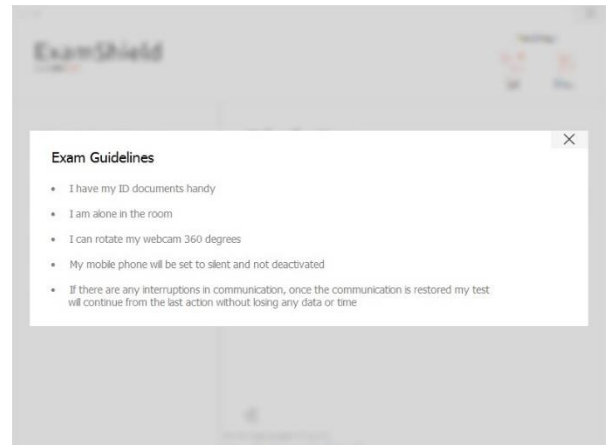 ExamShield
Exam Guidelines
• I have my ID documents handy
• I am alone in the room
• I can rotate my webcam 360 degrees
• My mobile phone will be set to silent and not deactivated
• If there are any interruptions in communication, once the communication is restored my test
will continue from the last action without losing any data or time